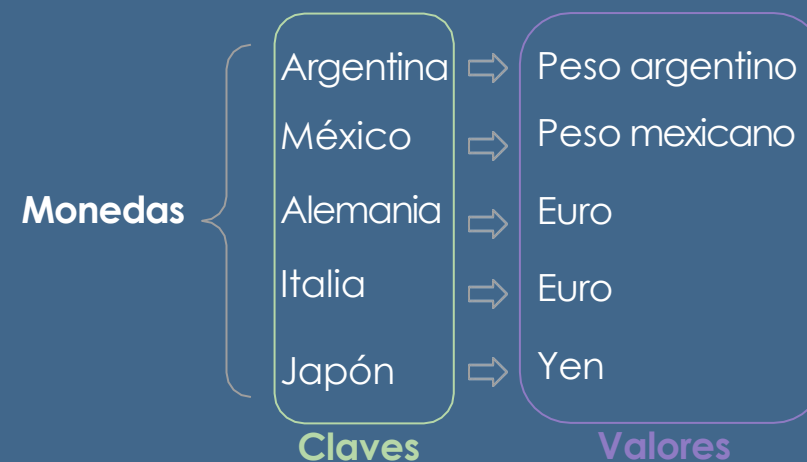 Argentina Peso argentino
México Peso mexicano
Monedas Alemania Euro
Italia Euro
Japón Yen
Claves Valores